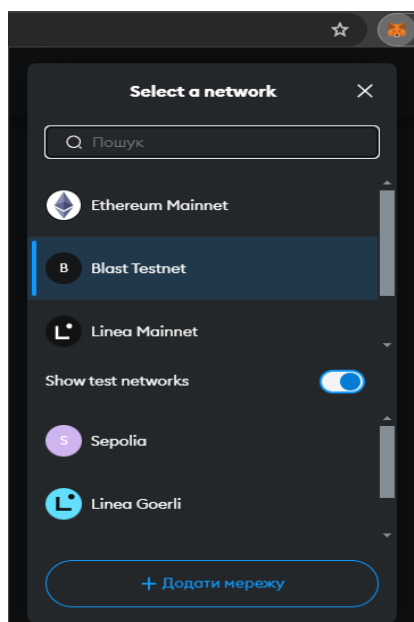 Select a network
Пошук
Ethereum Mainnet
B
Blast Testnet
Linea Mainnet
Show test networks
S
Sepolia
Linea Goerli
+ Додати мережу